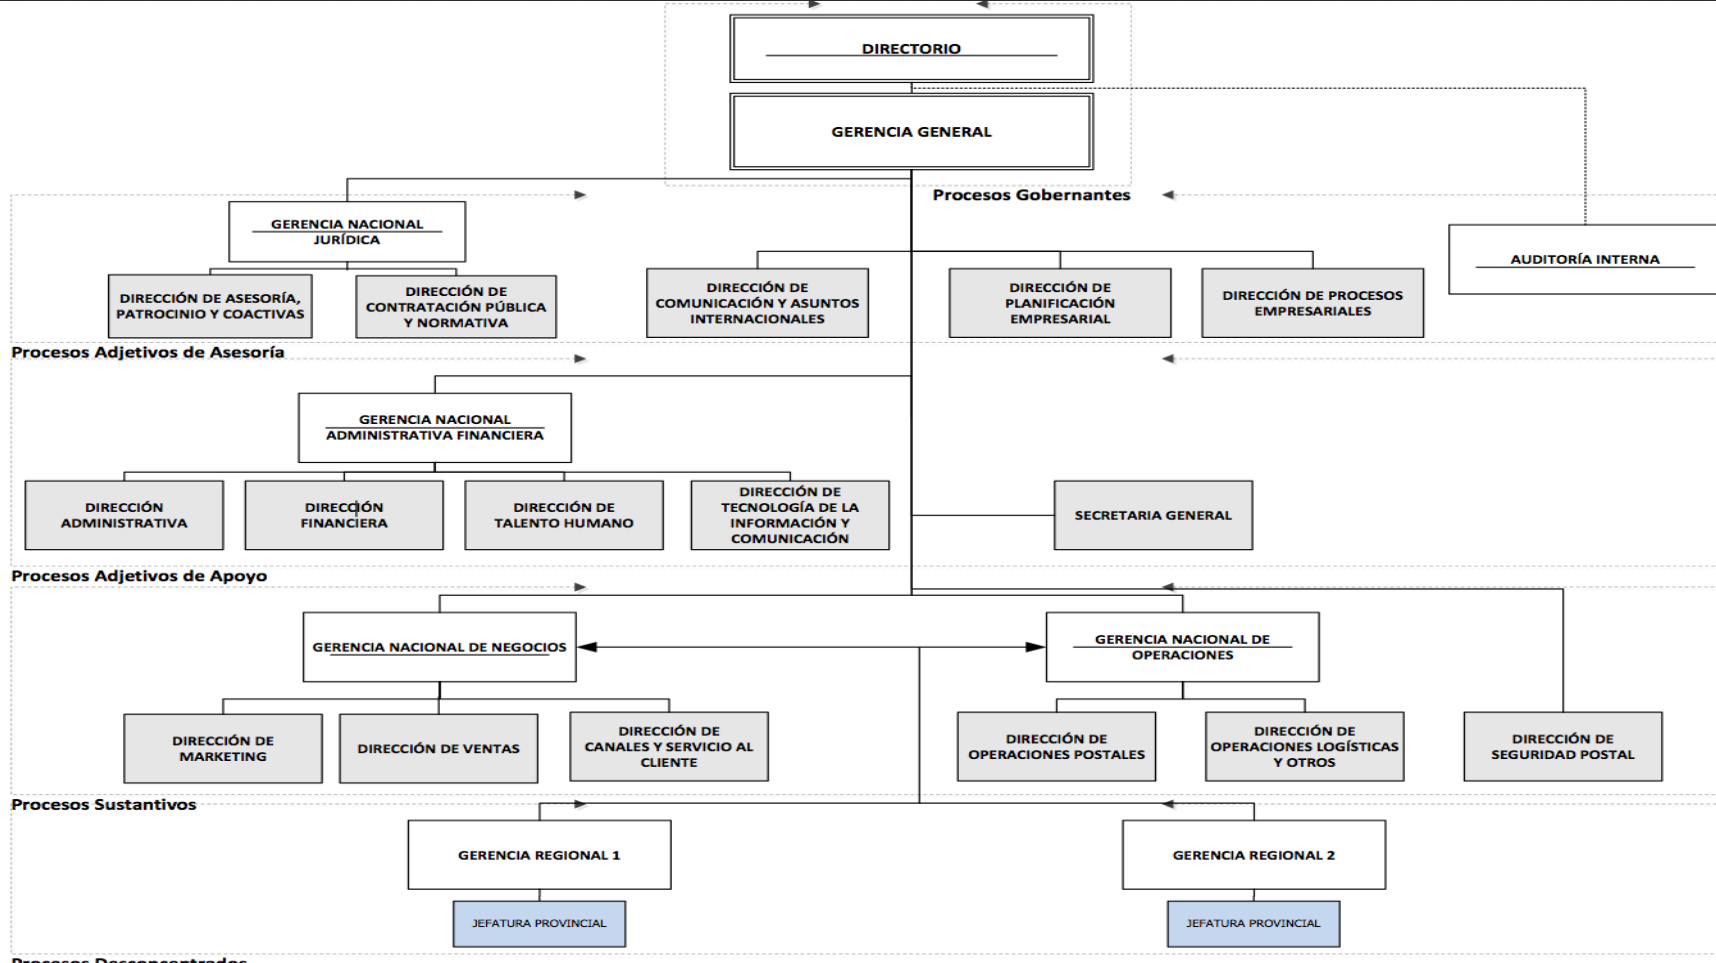 DIRECTORIO
GERENCIA GENERAL
Procesos Gobernantes
GERENCIA NACIONAL
JURÍDICA
AUDITORÍA INTERNA
DIRECCIÓN DE ASESORÍA,
PATROCINIO Y COACTIVAS
DIRECCIÓN DE
CONTRATACIÓN PÚBLICA
Y NORMATIVA
DIRECCIÓN DE
COMUNICACIÓN Y ASUNTOS
INTERNACIONALES
DIRECCIÓN DE
PLANIFICACIÓN
EMPRESARIAL
DIRECCIÓN DE PROCESOS
EMPRESARIALES
Procesos Adjetivos de Asesoría
GERENCIA NACIONAL
ADMINISTRATIVA FINANCIERA
DIRECCIÓN
ADMINISTRATIVA
DIRECCIÓN
FINANCIERA
DIRECCIÓN DE
TALENTO HUMANO
DIRECCIÓN DE
TECNOLOGÍA DE LA
INFORMACIÓN Y
COMUNICACIÓN
SECRETARIA GENERAL
Procesos Adjetivos de Apoyo
GERENCIA NACIONAL DE NEGOCIOS
GERENCIA NACIONAL DE
OPERACIONES
DIRECCIÓN DE
MARKETING
DIRECCIÓN DE VENTAS
DIRECCIÓN DE
CANALES Y SERVICIO AL
CLIENTE
DIRECCIÓN DE
OPERACIONES POSTALES
DIRECCIÓN DE
OPERACIONES LOGÍSTICAS
Y OTROS
DIRECCIÓN DE
SEGURIDAD POSTAL
Procesos Sustantivos
GERENCIA REGIONAL 1
GERENCIA REGIONAL 2
JEFATURA PROVINCIAL
JEFATURA PROVINCIAL
Procesos Desconcentrados